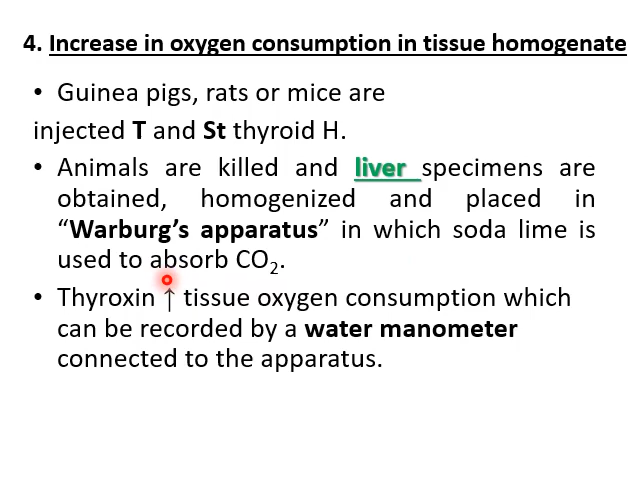 4. Increase in oxygen consumption in tissue homogenate
• Guinea pigs, rats or mice are
injected T and St thyroid H.
• Animals are killed and liver specimens are
obtained, homogenized and placed in
“Warburg’s apparatus” in which soda lime is
used to absorb CO₂.
• Thyroxin ↑ tissue oxygen consumption which
can be recorded by a water manometer
connected to the apparatus.